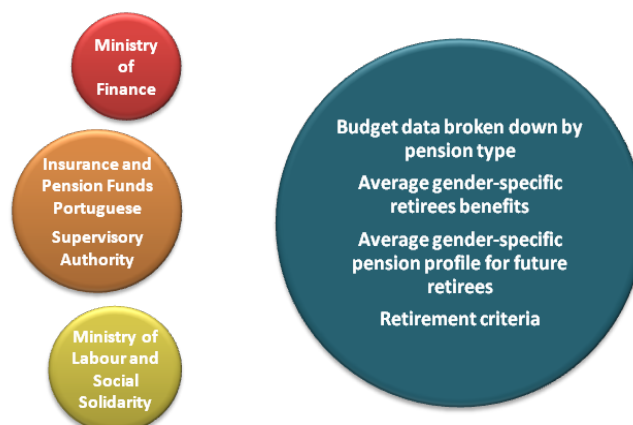 Ministry
of
Finance
Insurance and
Pension Funds
Portuguese
Supervisory
Authority
Ministry of
Labour and
Social
Solidarity
Budget data broken down by
pension type
Average gender-specific
retirees benefits
Average gender-specific
pension profile for future
retirees
Retirement criteria